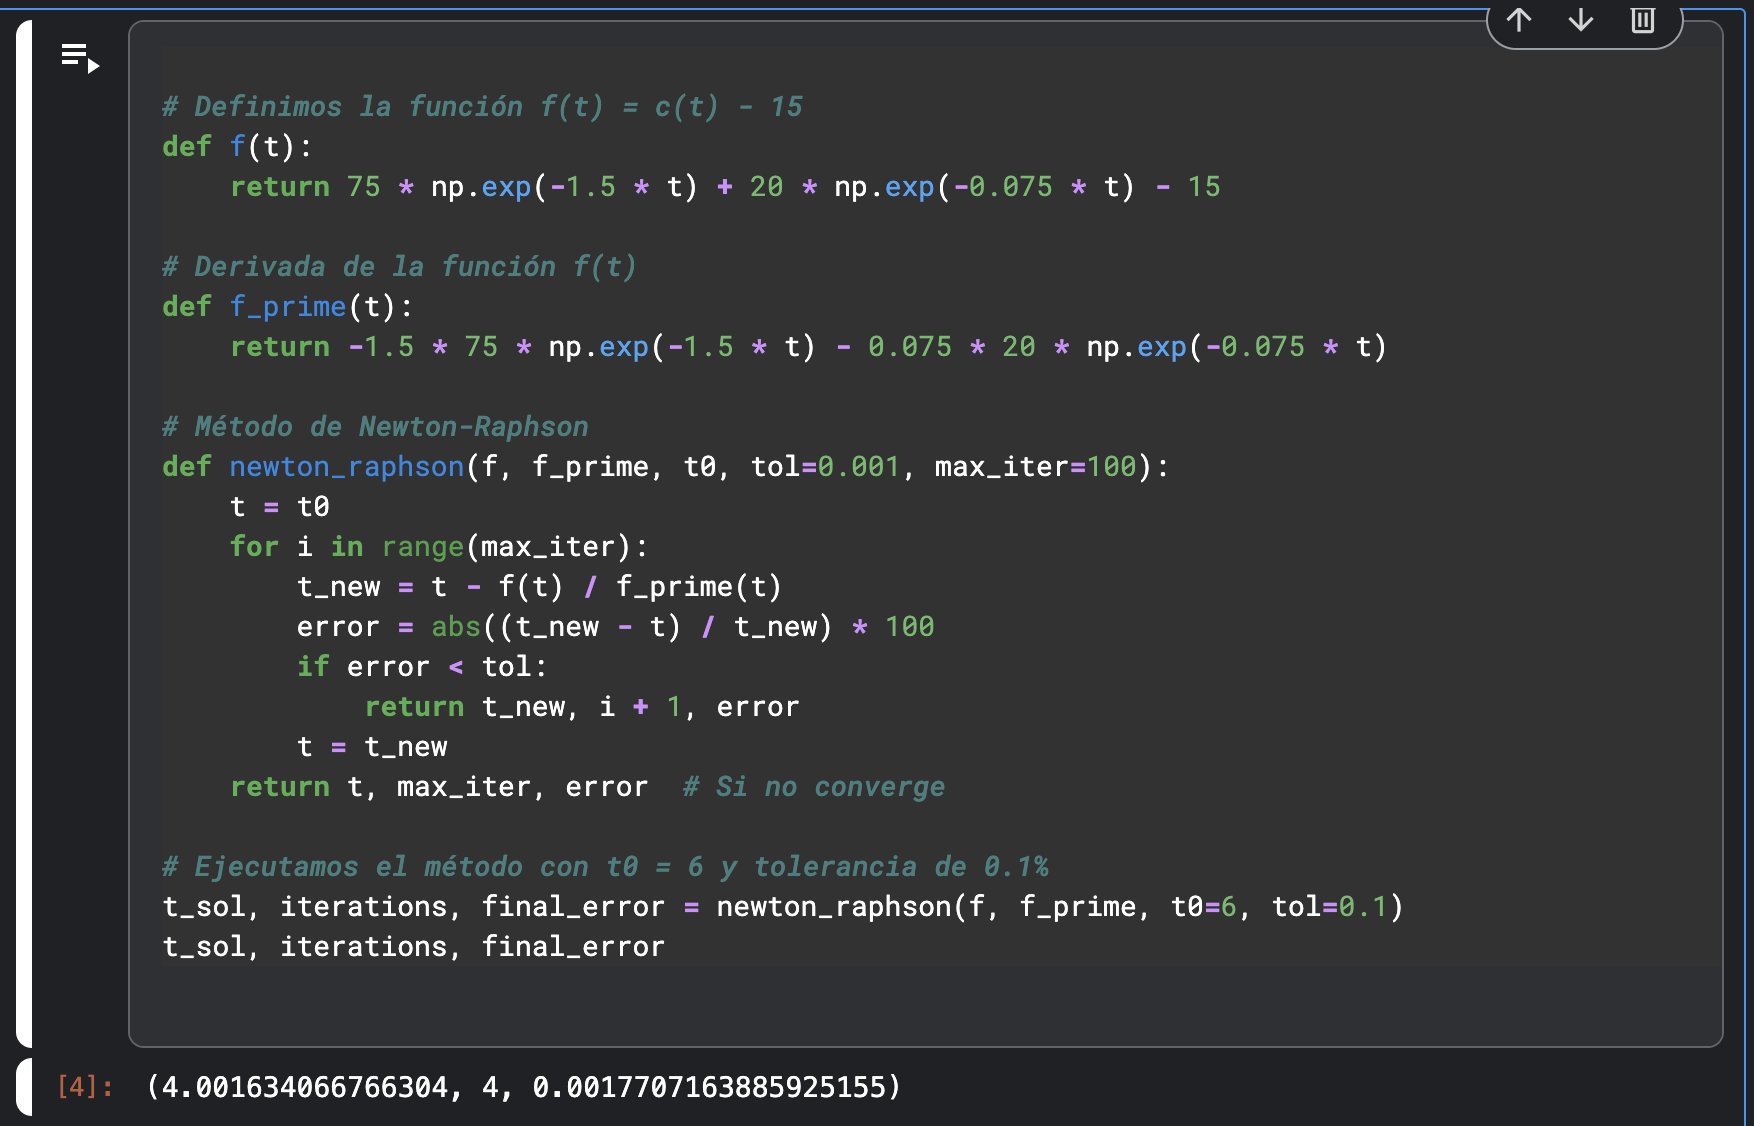 # Definimos la función f(t) = c(t) - 15
def f(t):
    return 75 * np.exp(-1.5 * t) + 20 * np.exp(-0.075 * t) - 15

# Derivada de la función f(t)
def f_prime(t):
    return -1.5 * 75 * np.exp(-1.5 * t) - 0.075 * 20 * np.exp(-0.075 * t)

# Método de Newton-Raphson
def newton_raphson(f, f_prime, t0, tol=0.001, max_iter=100):
    t = t0
    for i in range(max_iter):
        t_new = t - f(t) / f_prime(t)
        error = abs((t_new - t) / t_new) * 100
        if error < tol:
            return t_new, i + 1, error
        t = t_new
    return t, max_iter, error  # Si no converge

# Ejecutamos el método con t0 = 6 y tolerancia de 0.1%
t_sol, iterations, final_error = newton_raphson(f, f_prime, t0=6, tol=0.1)
t_sol, iterations, final_error
[4]: (4.001634066766304, 4, 0.0017707163885925155)